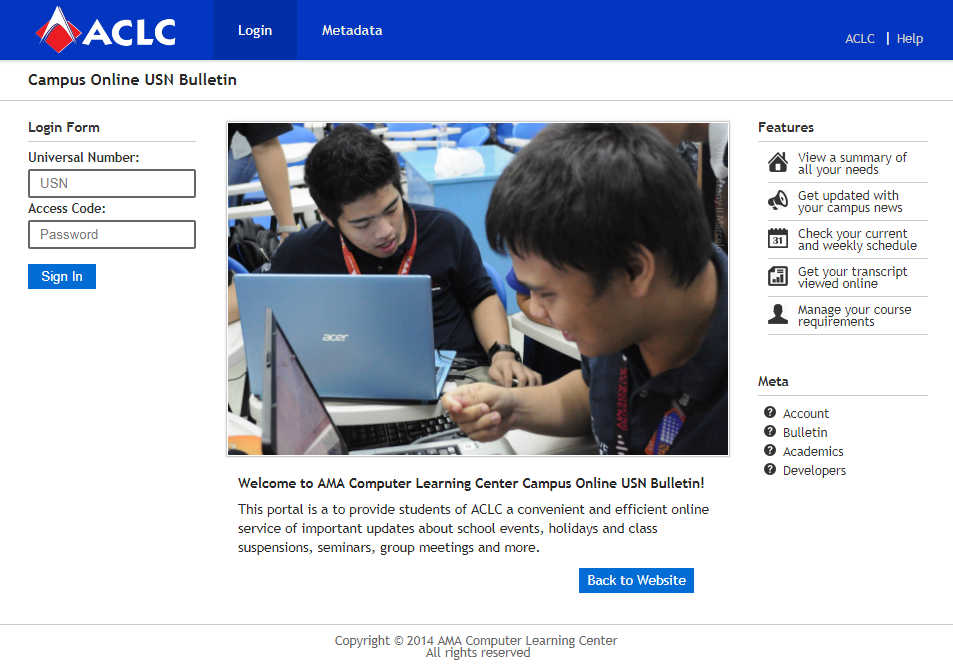 ACLC
Login
Metadata
ACLC | Help
Campus Online USN Bulletin
Login Form
Universal Number:
USN
Access Code:
Password
Sign In
acer
Welcome to AMA Computer Learning Center Campus Online USN Bulletin!
This portal is a to provide students of ACLC a convenient and efficient online
service of important updates about school events, holidays and class
suspensions, seminars, group meetings and more.
Back to Website
Features
View a summary of
all your needs
Get updated with
your campus news
31
Check your current
and weekly schedule
Get your transcript
viewed online
Manage your course
requirements
Meta
Account
Bulletin
Academics
Developers
Copyright © 2014 AMA Computer Learning Center
All rights reserved